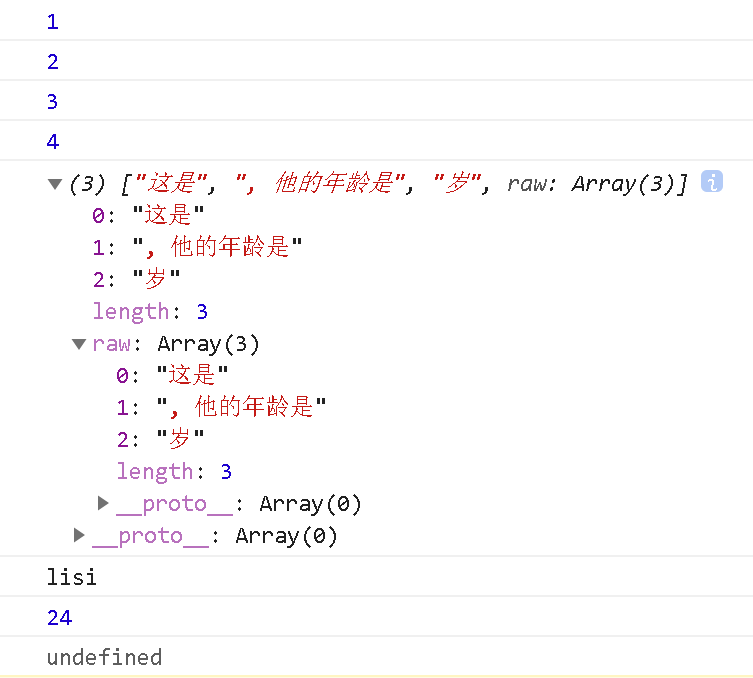 1
2
3
4
(3) ["这是", ", 他的年龄是", "岁", raw: Array(3)] i
0: "这是"
1: ", 他的年龄是"
2: "岁"
length: 3
raw: Array(3)
0: "这是"
1: ", 他的年龄是"
2: "岁"
length: 3
__proto__: Array(0)
__proto__: Array(0)
lisi
24
undefined